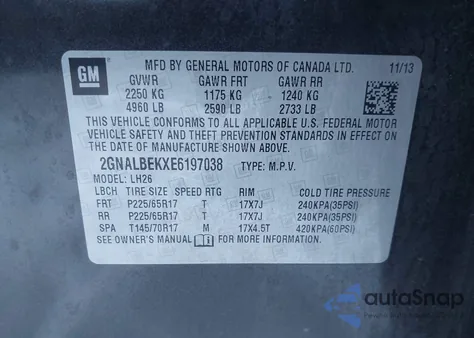 GM
MFD BY GENERAL MOTORS OF CANADA LTD. 11/13
GVWR GAWR FRT GAWR RR
2250 KG 1175 KG 1240 KG
4960 LB 2590 LB 2733 LB
THIS VEHICLE CONFORMS TO ALL APPLICABLE U.S. FEDERAL
MOTOR VEHICLE SAFETY, BUMPER, AND THEFT PREVENTION
STANDARDS IN EFFECT ON THE DATE OF MANUFACTURE SHOWN ABOVE.
2GNALBEKXE6197038 TYPE: M.P.V.
MODEL: LH26
LBCH TIRE SIZE SPEED RTG RIM COLD TIRE PRESSURE
FRT P225/65R17 T 17X7J 240KPA(35PSI)
RR P225/65R17 T 17X7J 240KPA(35PSI)
SPA T145/70R17 M 17X4.5T 420KPA(60PSI)
SEE OWNER'S MANUAL FOR MORE INFORMATION.
autoSnap